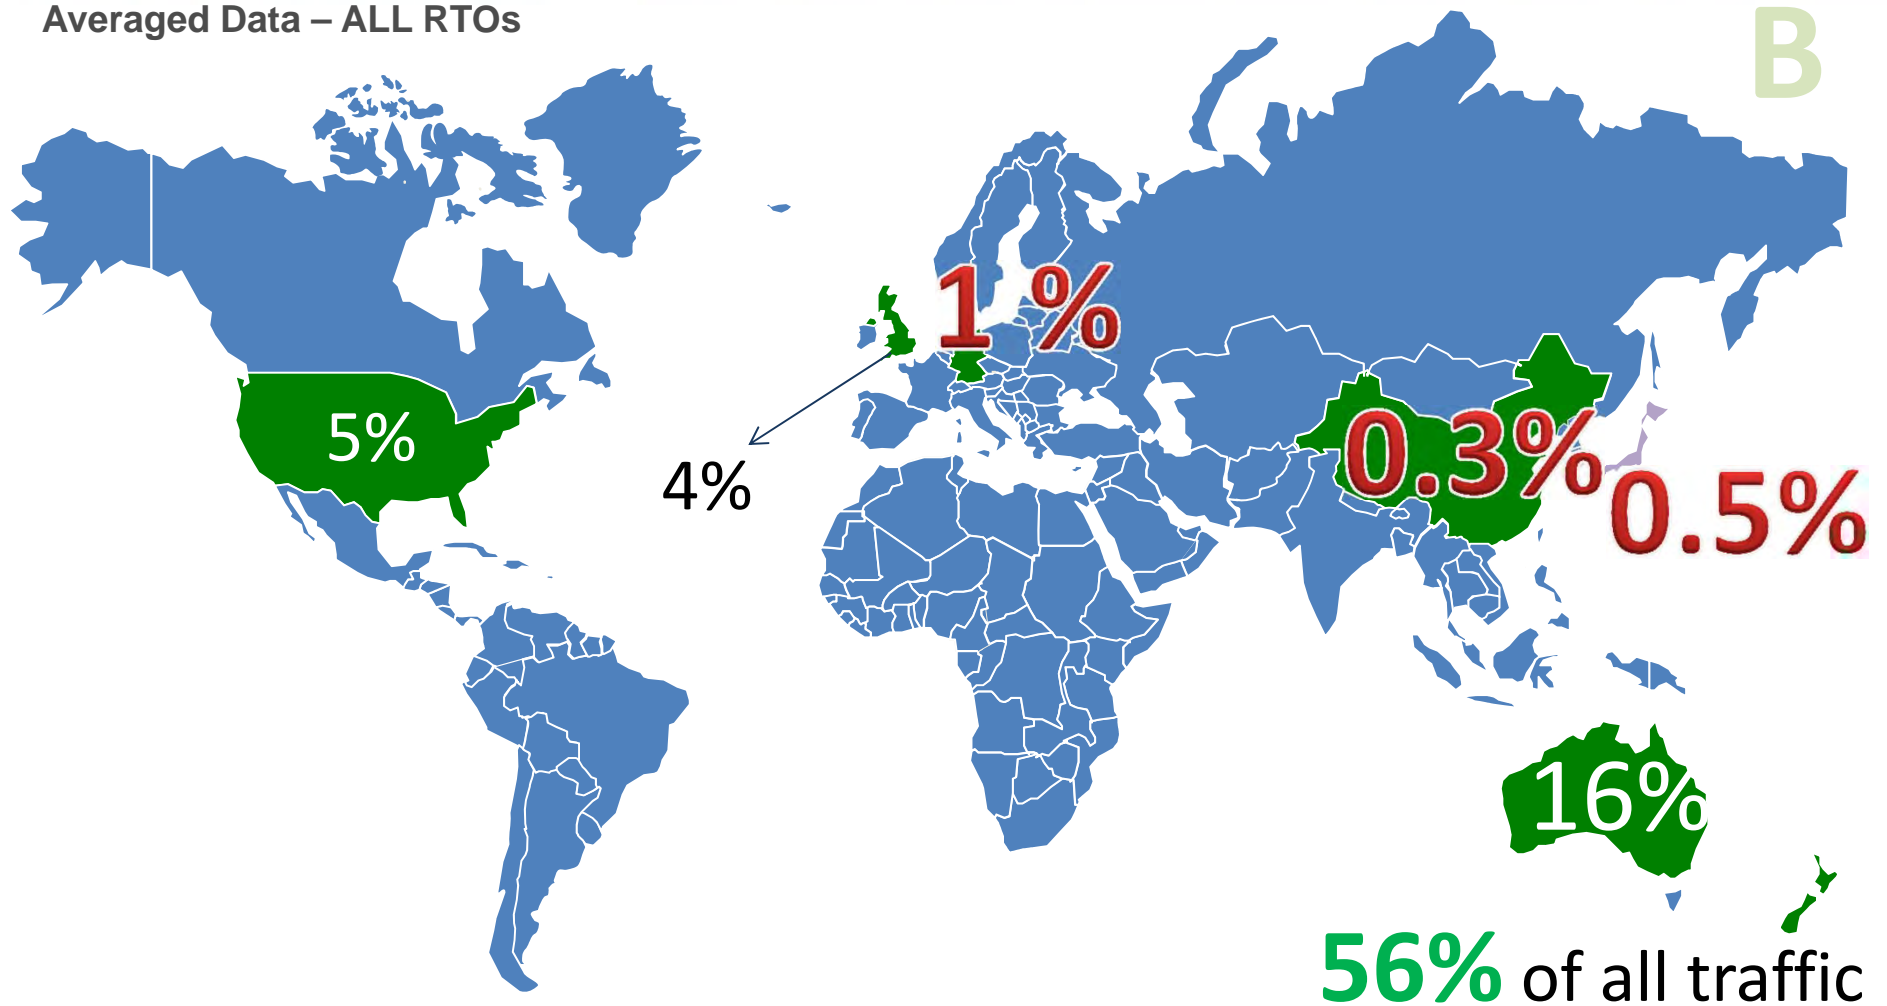 Averaged Data – ALL RTOs
B
1 %
5%
4%
0.3%
0.5%
16%
56% of all traffic